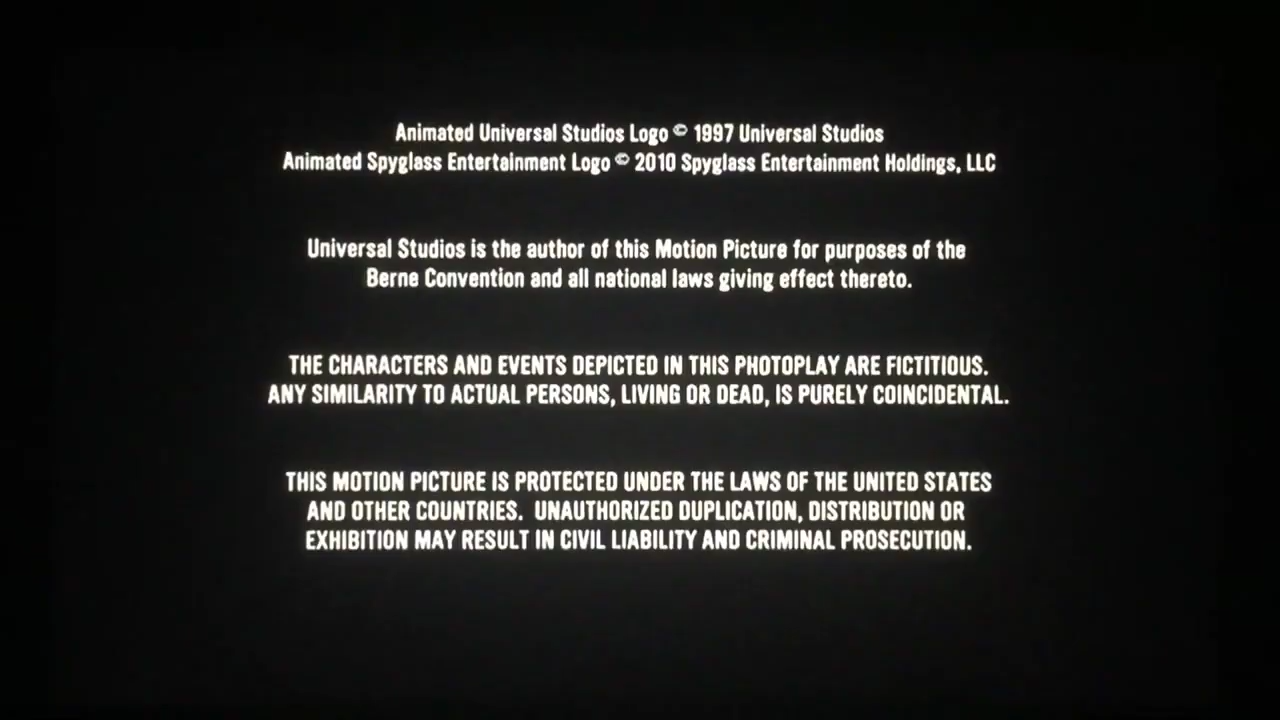 Animated Universal Studios Logo © 1997 Universal Studios
Animated Spyglass Entertainment Logo © 2010 Spyglass Entertainment Holdings, LLC
Universal Studios is the author of this Motion Picture for purposes of the
Berne Convention and all national laws giving effect thereto.
THE CHARACTERS AND EVENTS DEPICTED IN THIS PHOTOPLAY ARE FICTITIOUS.
ANY SIMILARITY TO ACTUAL PERSONS, LIVING OR DEAD, IS PURELY COINCIDENTAL.
THIS MOTION PICTURE IS PROTECTED UNDER THE LAWS OF THE UNITED STATES
AND OTHER COUNTRIES.  UNAUTHORIZED DUPLICATION, DISTRIBUTION OR
EXHIBITION MAY RESULT IN CIVIL LIABILITY AND CRIMINAL PROSECUTION.